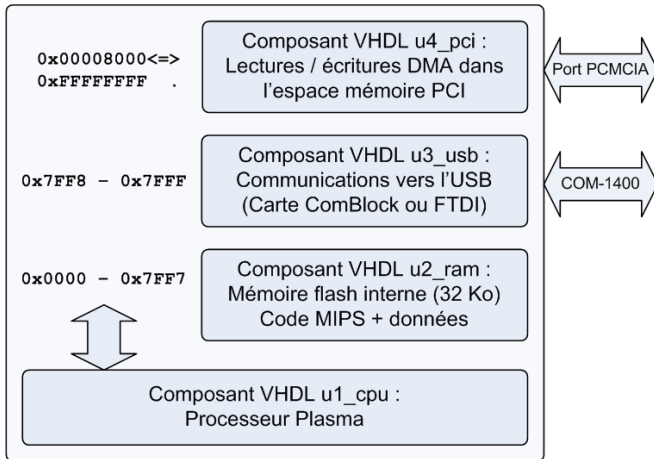 0x00008000<=>
0xFFFFFFFF .
Composant VHDL u4_pci :
Lectures / écritures DMA dans
l'espace mémoire PCI
Port PCMCIA
0x7FF8 – 0x7FFF
Composant VHDL u3_usb :
Communications vers l'USB
(Carte ComBlock ou FTDI)
COM-1400
0x0000 – 0x7FF7
Composant VHDL u2_ram :
Mémoire flash interne (32 Ko)
Code MIPS + données
Composant VHDL u1_cpu :
Processeur Plasma